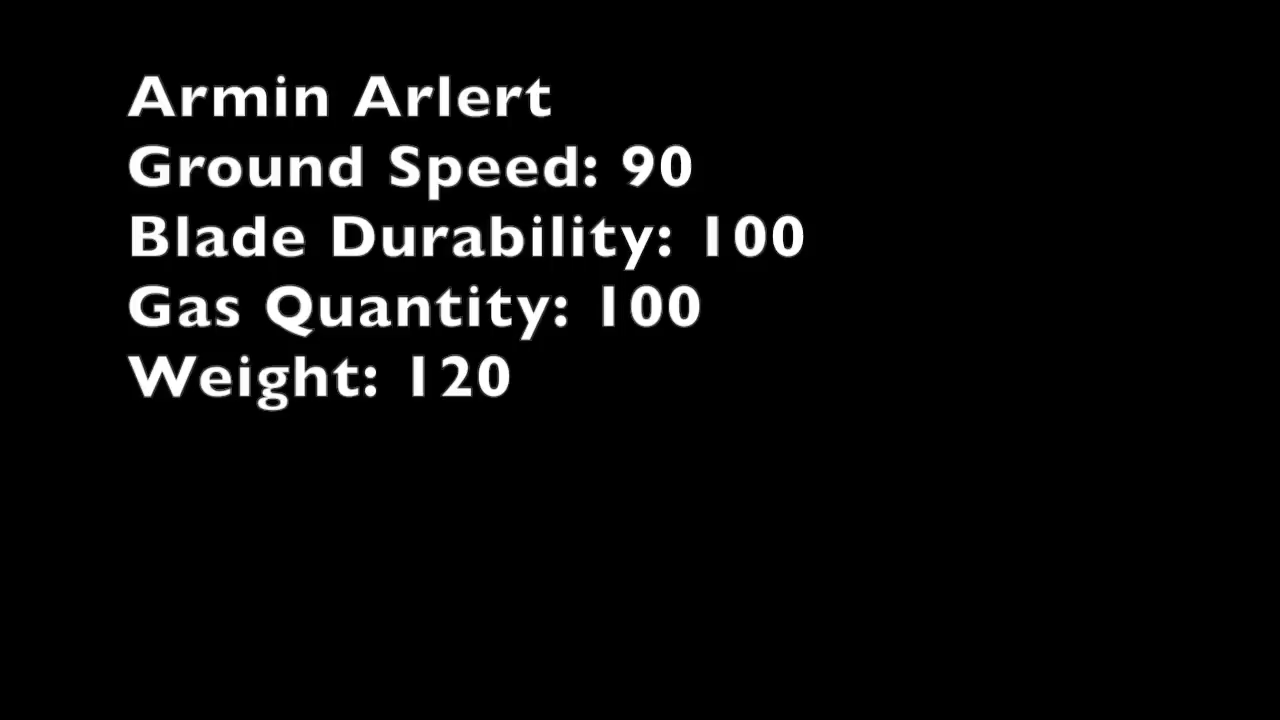 Armin Arlert
Ground Speed: 90
Blade Durability: 100
Gas Quantity: 100
Weight: 120